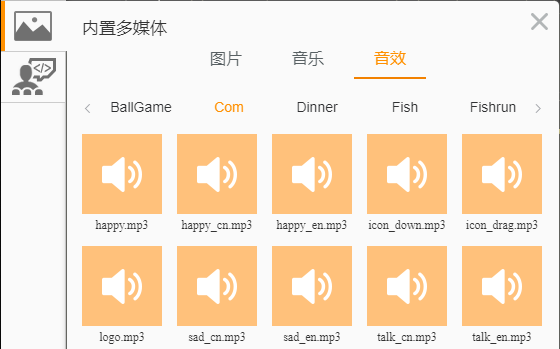 内置多媒体
图片 音乐 音效
BallGame Com Dinner Fish Fishrun
happy.mp3 happy_cn.mp3 happy_en.mp3 icon_down.mp3 icon_drag.mp3
logo.mp3 sad_cn.mp3 sad_en.mp3 talk_cn.mp3 talk_en.mp3